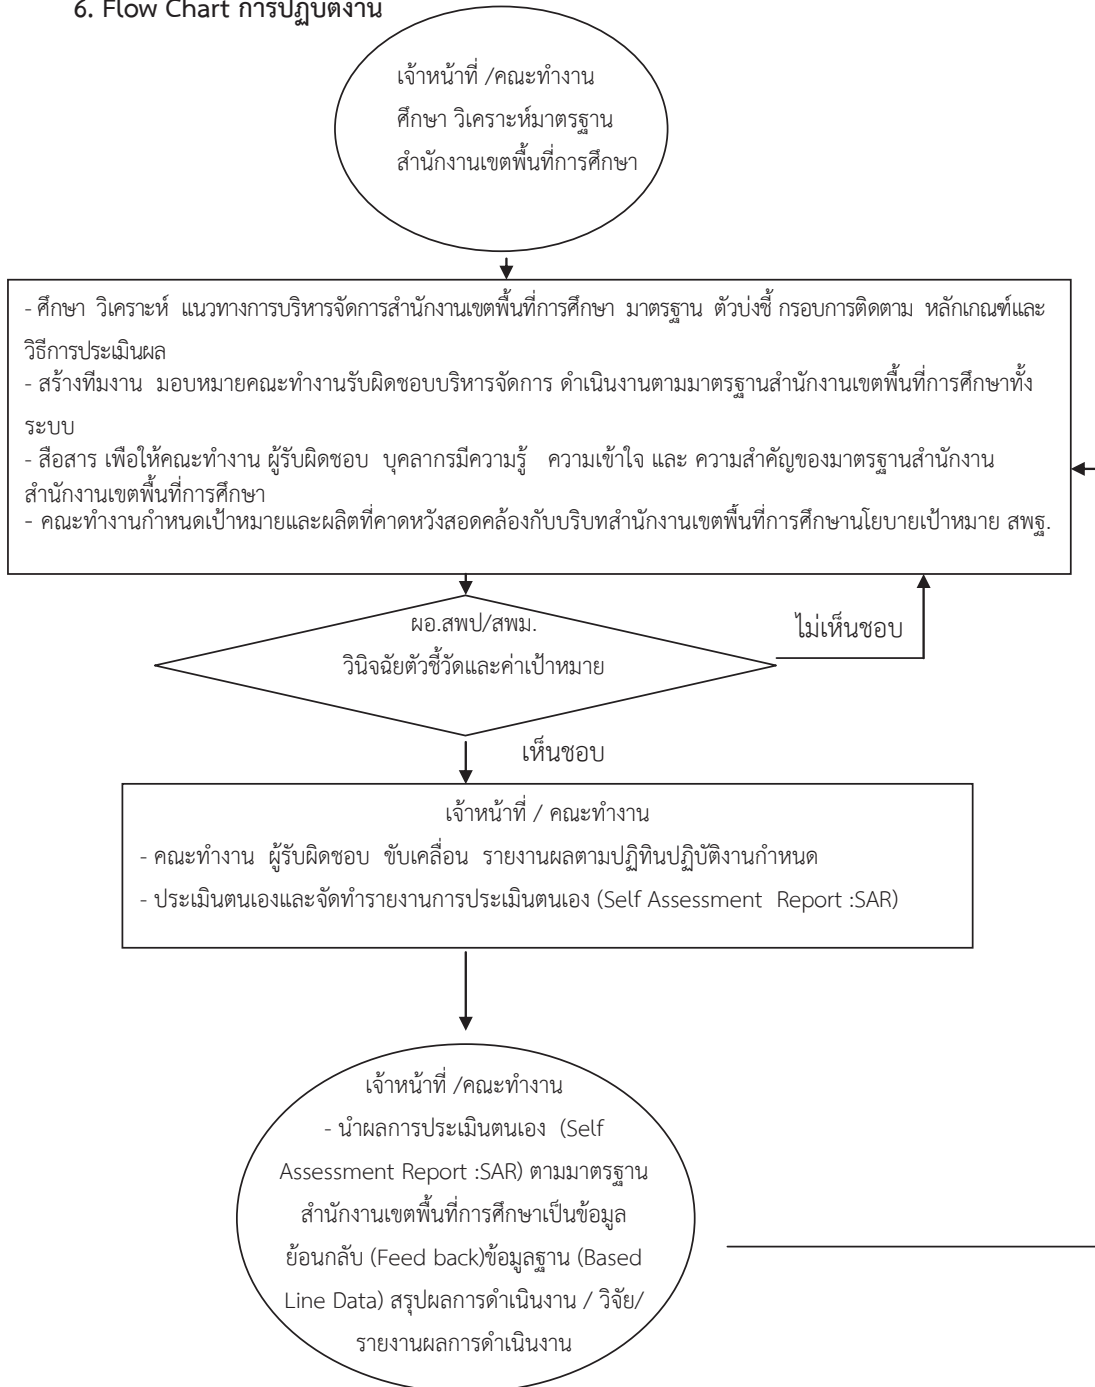 6. Flow Chart การปฏิบัติงาน
เจ้าหน้าที่ /คณะทำงาน
ศึกษา วิเคราะห์มาตรฐาน
สำนักงานเขตพื้นที่การศึกษา
- ศึกษา วิเคราะห์ แนวทางการบริหารจัดการสำนักงานเขตพื้นที่การศึกษา มาตรฐาน ตัวบ่งชี้ กรอบการติดตาม หลักเกณฑ์และ
วิธีการประเมินผล
- สร้างทีมงาน มอบหมายคณะทำงานรับผิดชอบบริหารจัดการ ดำเนินงานตามมาตรฐานสำนักงานเขตพื้นที่การศึกษาทั้ง
ระบบ
- สือสาร เพือให้คณะทำงาน ผู้รับผิดชอบ บุคลากรมีความรู้ ความเข้าใจ และ ความสำคัญของมาตรฐานสำนักงาน
สำนักงานเขตพื้นที่การศึกษา
- คณะทำงานกำหนดเป้าหมายและผลิตที่คาดหวังสอดคล้องกับบริบทสำนักงานเขตพื้นที่การศึกษานโยบายเป้าหมาย สพฐ.
ผอ.สพป/สพม.
วินิจฉัยตัวชี้วัดและค่าเป้าหมาย
ไม่เห็นชอบ
เห็นชอบ
เจ้าหน้าที่ / คณะทำงาน
- คณะทำงาน ผู้รับผิดชอบ ขับเคลื่อน รายงานผลตามปฏิทินปฏิบัติงานกำหนด
- ประเมินตนเองและจัดทำรายงานการประเมินตนเอง (Self Assessment Report :SAR)
เจ้าหน้าที่ /คณะทำงาน
- นำผลการประเมินตนเอง (Self
Assessment Report :SAR) ตามมาตรฐาน
สำนักงานเขตพื้นที่การศึกษาเป็นข้อมูล
ย้อนกลับ (Feed back)ข้อมูลฐาน (Based
Line Data) สรุปผลการดำเนินงาน / วิจัย/
รายงานผลการดำเนินงาน